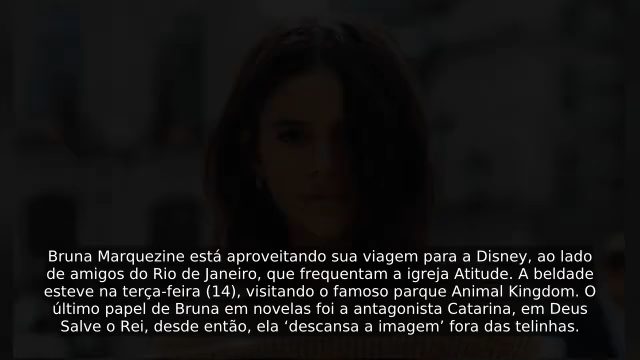 Bruna Marquezine está aproveitando sua viagem para a Disney, ao lado
de amigos do Rio de Janeiro, que frequentam a igreja Atitude. A beldade
esteve na terça-feira (14), visitando o famoso parque Animal Kingdom. O
último papel de Bruna em novelas foi a antagonista Catarina, em Deus
Salve o Rei, desde então, ela ‘descansa a imagem’ fora das telinhas.